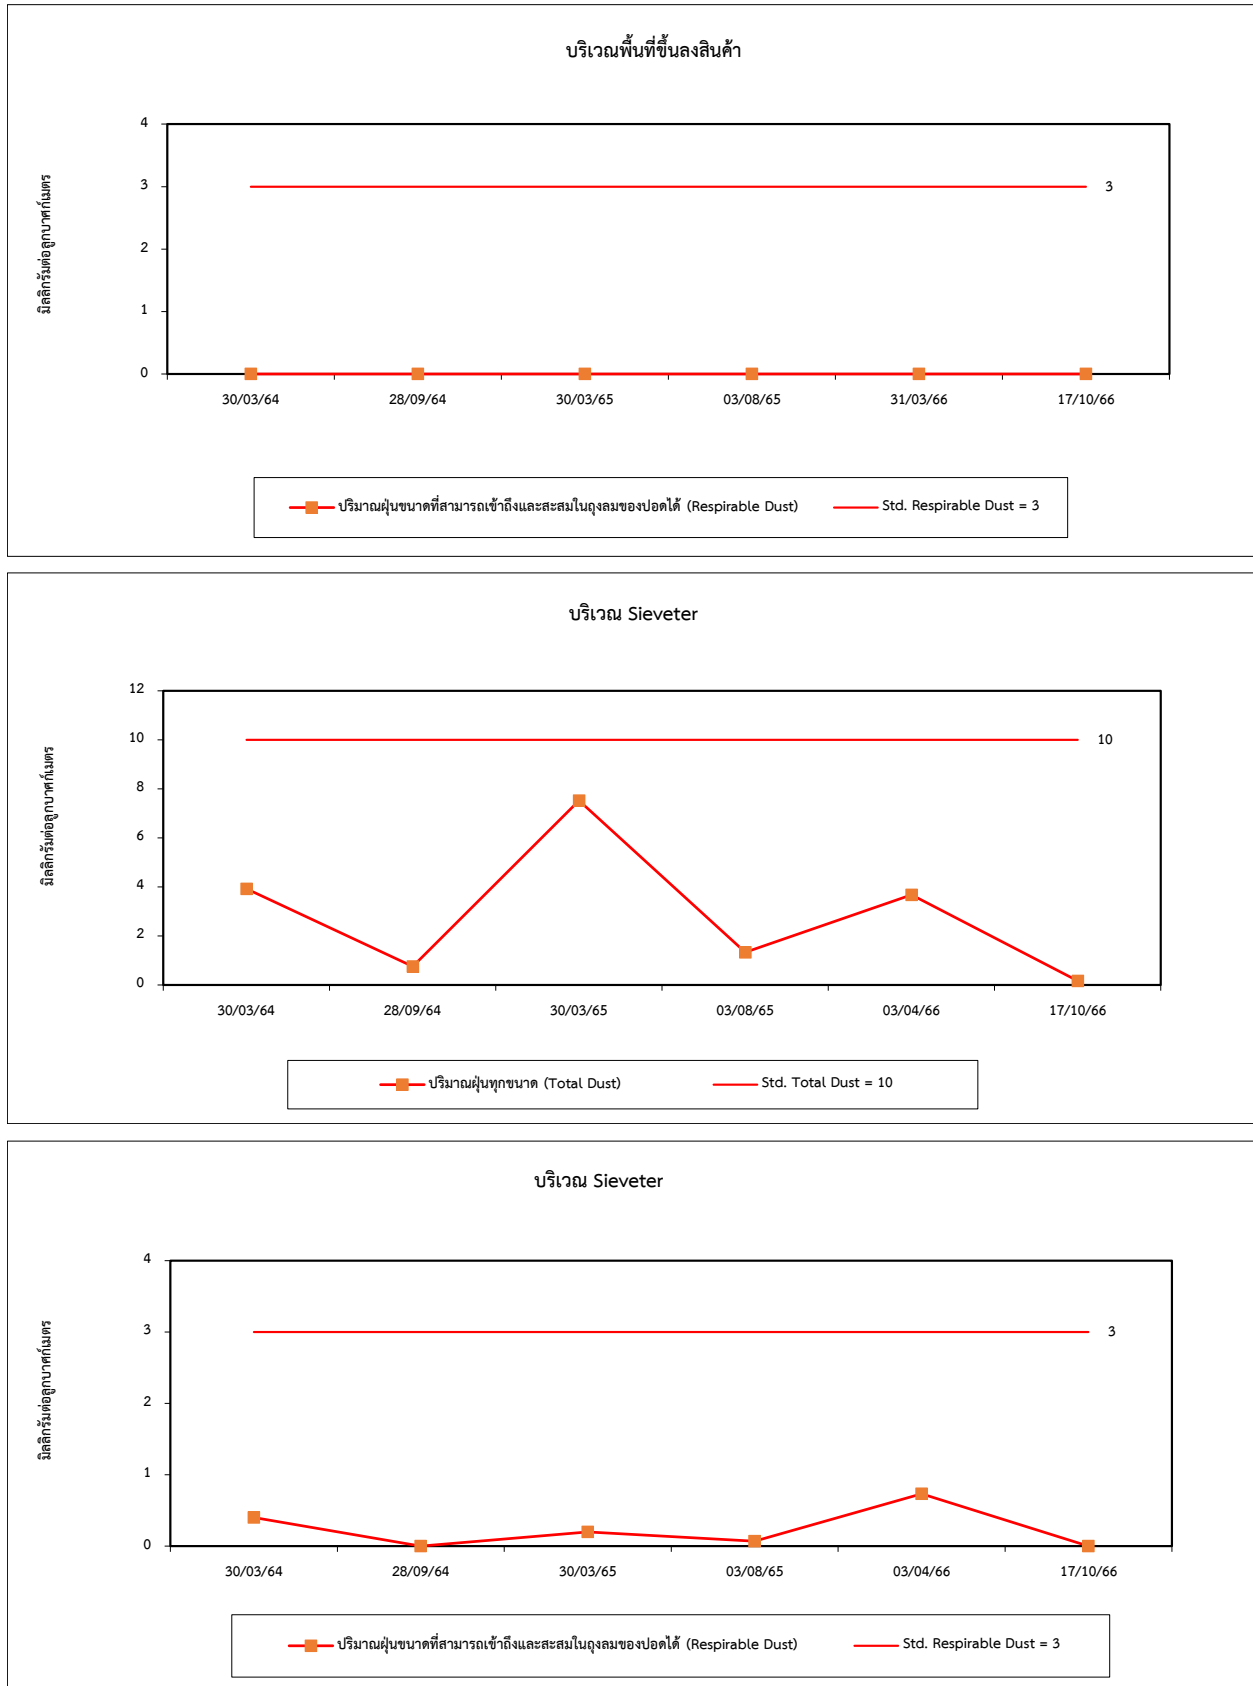 บริเวณพื้นที่ขึ้นลงสินค้า
มิลลิกรัมต่อลูกบาศก์เมตร
4
3
3
2
1
0
30/03/64 28/09/64 30/03/65 03/08/65 31/03/66 17/10/66
ปริมาณฝุ่นขนาดที่สามารถเข้าถึงและสะสมในถุงลมของปอดได้ (Respirable Dust) Std. Respirable Dust = 3
บริเวณ Sieveter
มิลลิกรัมต่อลูกบาศก์เมตร
12
10
10
8
6
4
2
0
30/03/64 28/09/64 30/03/65 03/08/65 03/04/66 17/10/66
ปริมาณฝุ่นทุกขนาด (Total Dust) Std. Total Dust = 10
บริเวณ Sieveter
มิลลิกรัมต่อลูกบาศก์เมตร
4
3
3
2
1
0
30/03/64 28/09/64 30/03/65 03/08/65 03/04/66 17/10/66
ปริมาณฝุ่นขนาดที่สามารถเข้าถึงและสะสมในถุงลมของปอดได้ (Respirable Dust) Std. Respirable Dust = 3